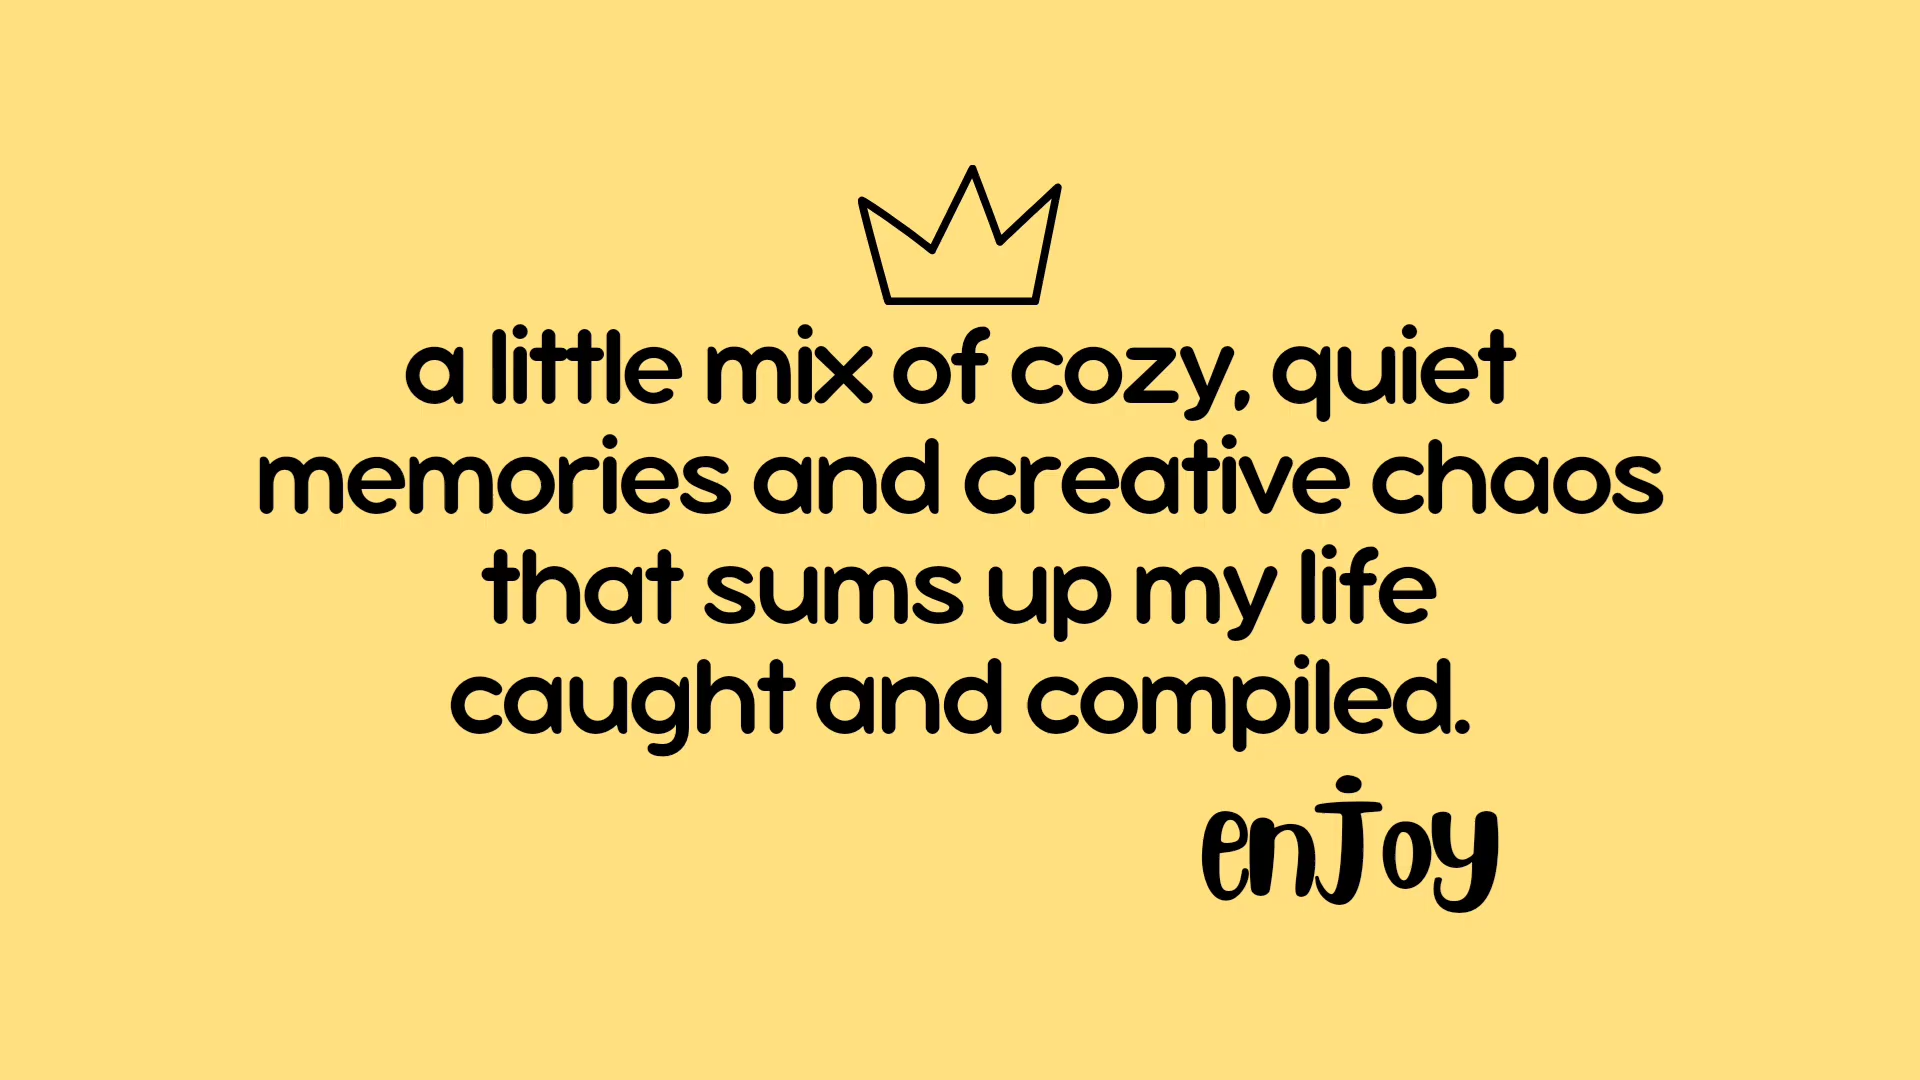 a little mix of cozy, quiet
memories and creative chaos
that sums up my life
caught and compiled.
enjoy